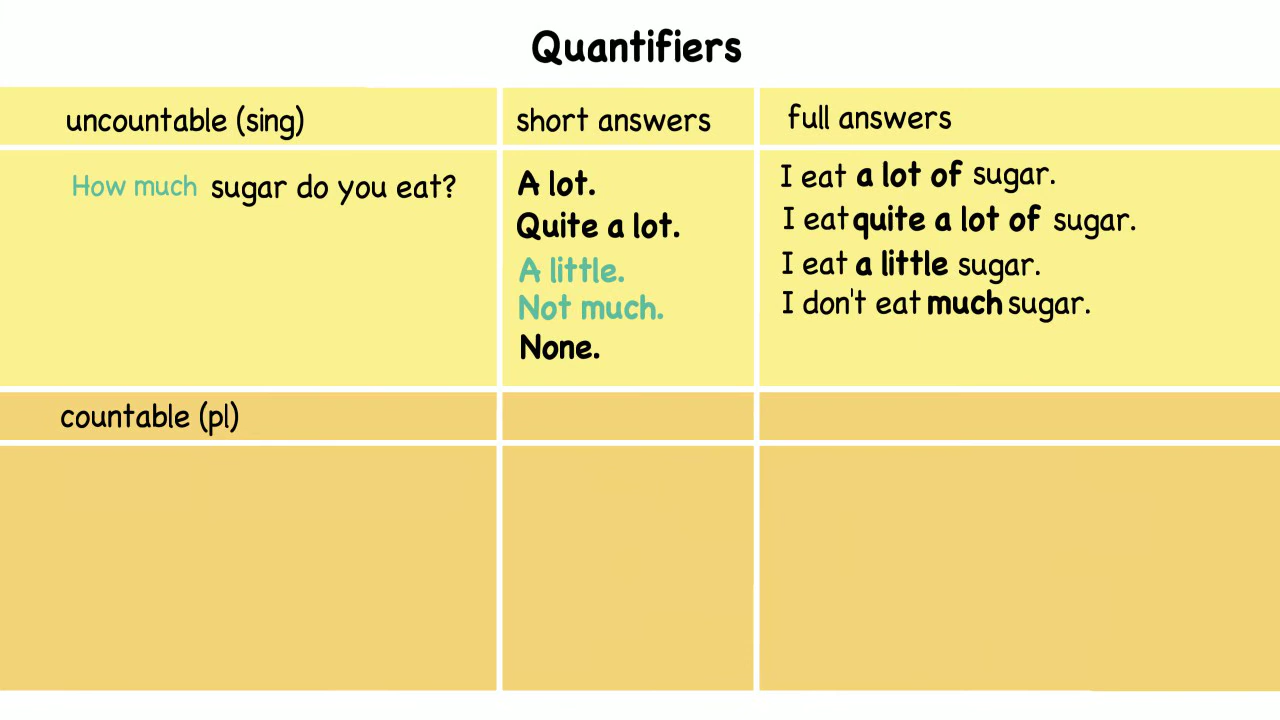 Quantifiers
uncountable (sing)
short answers
full answers
How much sugar do you eat?
A lot.
Quite a lot.
A little.
Not much.
None.
I eat a lot of sugar.
I eat quite a lot of sugar.
I eat a little sugar.
I don't eat much sugar.
countable (pl)